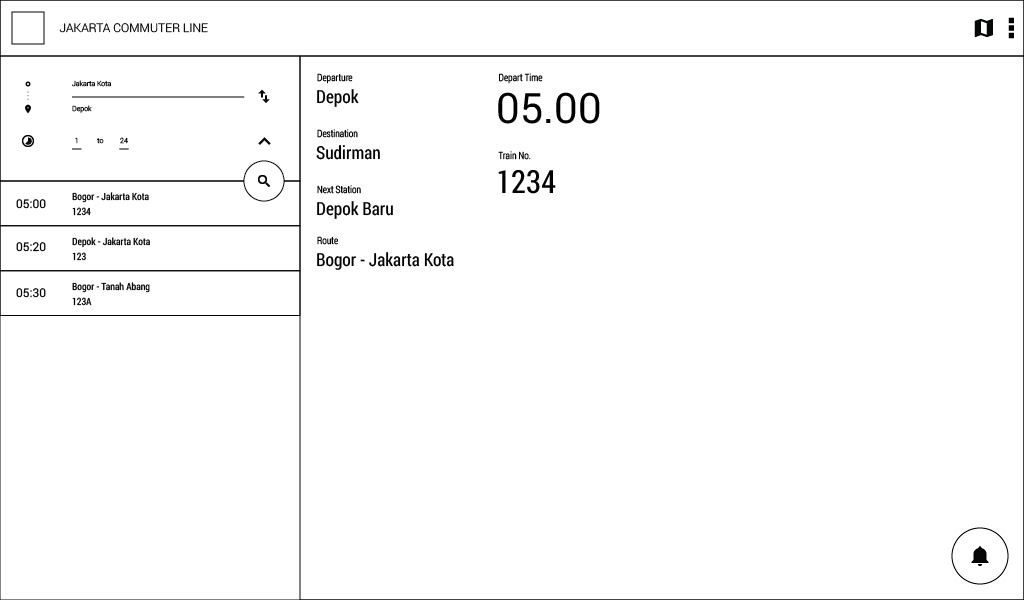 JAKARTA COMMUTER LINE
Jakarta Kota
Depok
1 to 24
05:00
Bogor - Jakarta Kota
1234
05:20
Depok - Jakarta Kota
123
05:30
Bogor - Tanah Abang
123A
Departure
Depok
Destination
Sudirman
Next Station
Depok Baru
Route
Bogor - Jakarta Kota
Depart Time
05.00
Train No.
1234